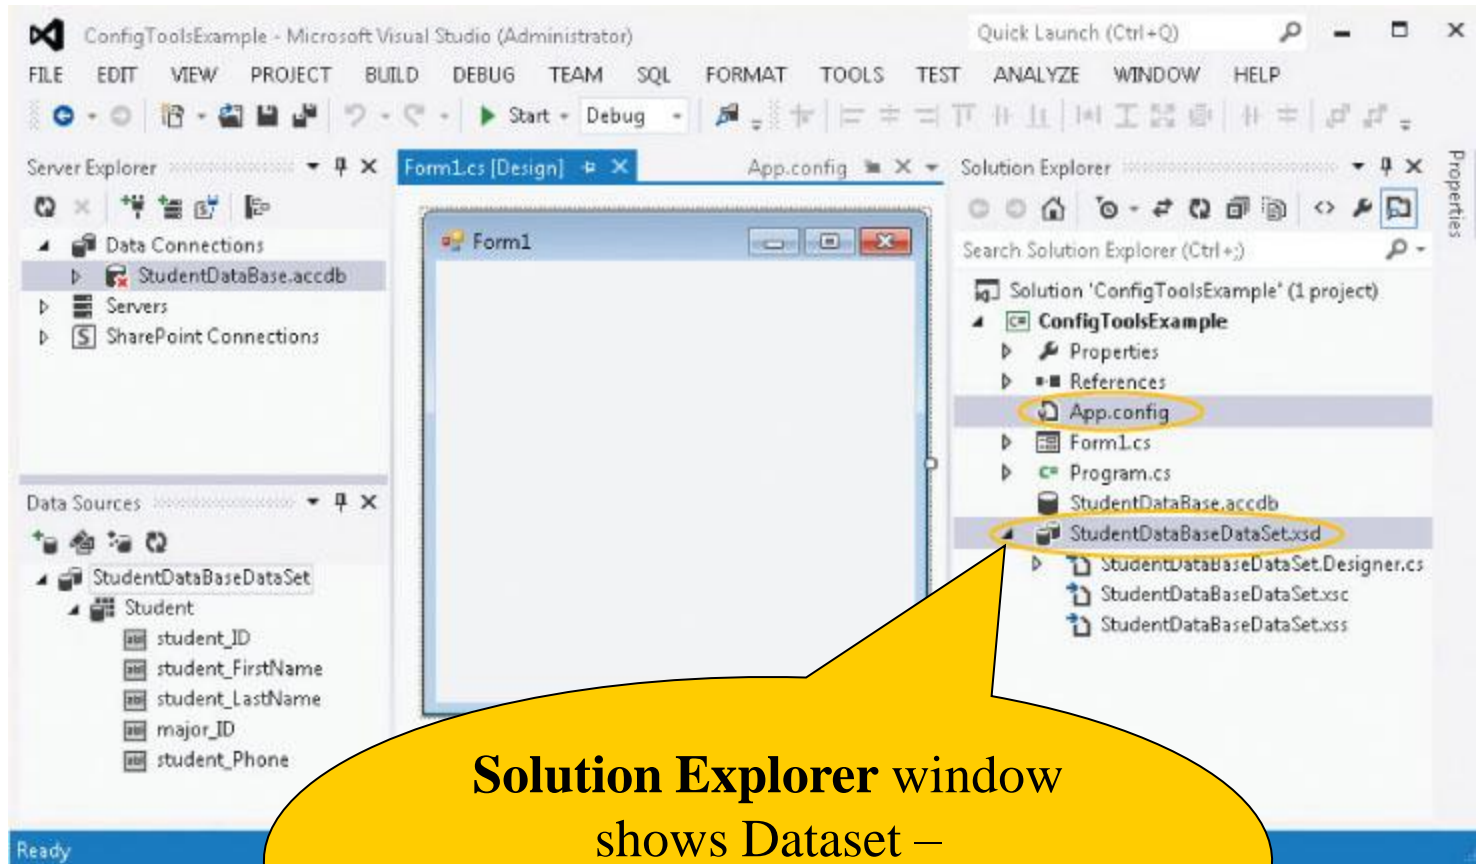 ConfigToolsExample - Microsoft Visual Studio (Administrator)
Quick Launch (Ctrl+Q)
FILE EDIT VIEW PROJECT BUILD DEBUG TEAM SQL FORMAT TOOLS TEST ANALYZE WINDOW HELP
Start Debug
Server Explorer
Data Connections
StudentDataBase.accdb
Servers
SharePoint Connections
Data Sources
StudentDataBaseDataSet
Student
student_ID
student_FirstName
student_LastName
major_ID
student_Phone
Form1.cs [Design]
App.config
Form1
Solution Explorer
Search Solution Explorer (Ctrl+;)
Solution 'ConfigToolsExample' (1 project)
ConfigToolsExample
Properties
References
App.config
Form1.cs
Program.cs
StudentDataBase.accdb
StudentDataBaseDataSet.xsd
StudentDataBaseDataSet.Designer.cs
StudentDataBaseDataSet.xsc
StudentDataBaseDataSet.xss
Properties
Solution Explorer window
shows Dataset –
Ready